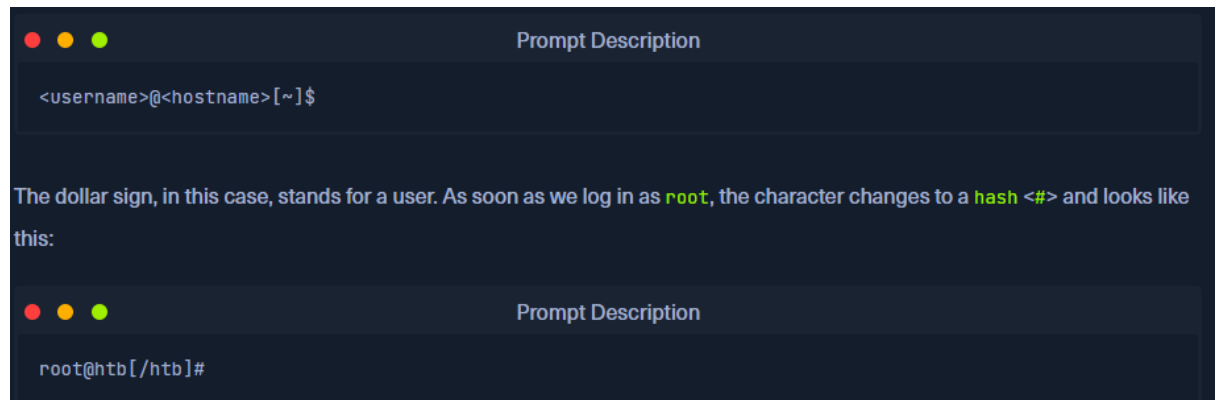 Prompt Description
<username>@<hostname>[~]$
The dollar sign, in this case, stands for a user. As soon as we log in as root, the character changes to a hash <#> and looks like
this:
Prompt Description
root@htb[/htb]#